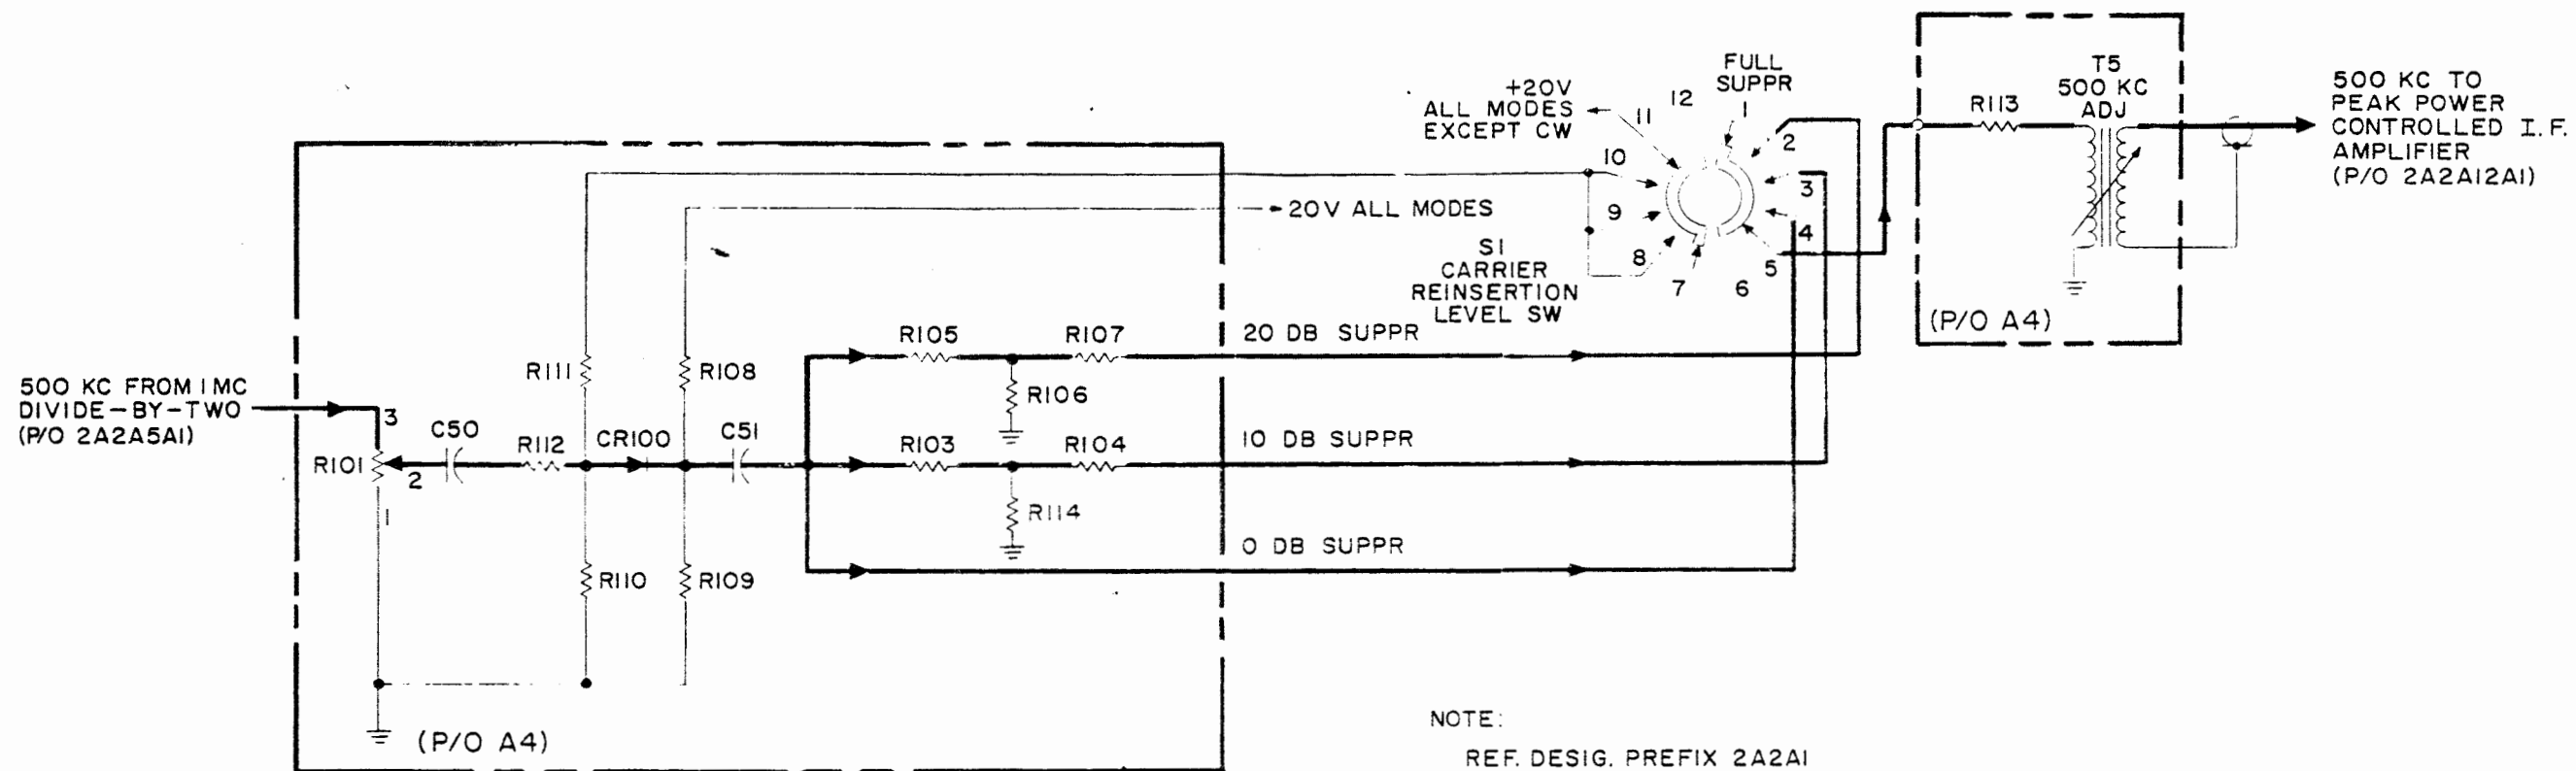 +20V
ALL MODES
EXCEPT CW
FULL
SUPPR
12
11
1
2
10
3
9
4
8
5
7
6
S1
CARRIER
REINSERTION
LEVEL SW
T5
500 KC
ADJ
R113
(P/O A4)
500 KC TO
PEAK POWER
CONTROLLED I.F.
AMPLIFIER
(P/O 2A2A12A1)
20V ALL MODES
500 KC FROM 1 MC
DIVIDE-BY-TWO
(P/O 2A2A5A1)
3
R101
2
1
C50
R112
R111
CR100
R108
C51
R110
R109
R105
R107
R106
20 DB SUPPR
R103
R104
R114
10 DB SUPPR
0 DB SUPPR
(P/O A4)
NOTE:
REF. DESIG. PREFIX 2A2A1